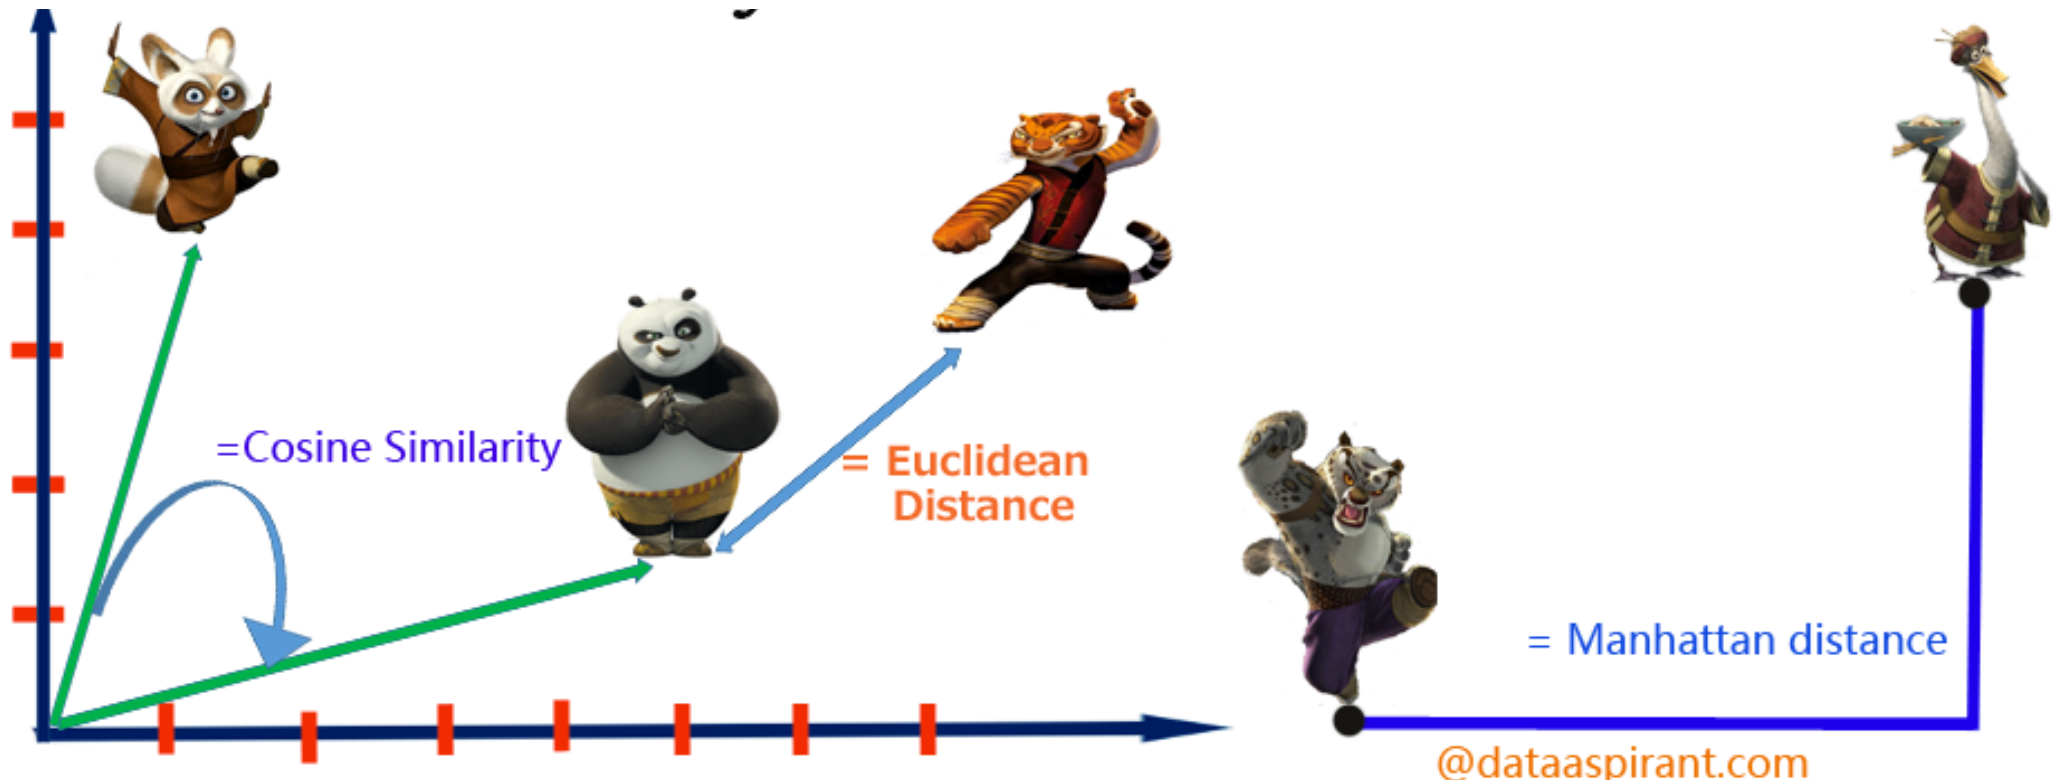 =Cosine Similarity
= Euclidean
Distance
= Manhattan distance
@dataaspirant.com